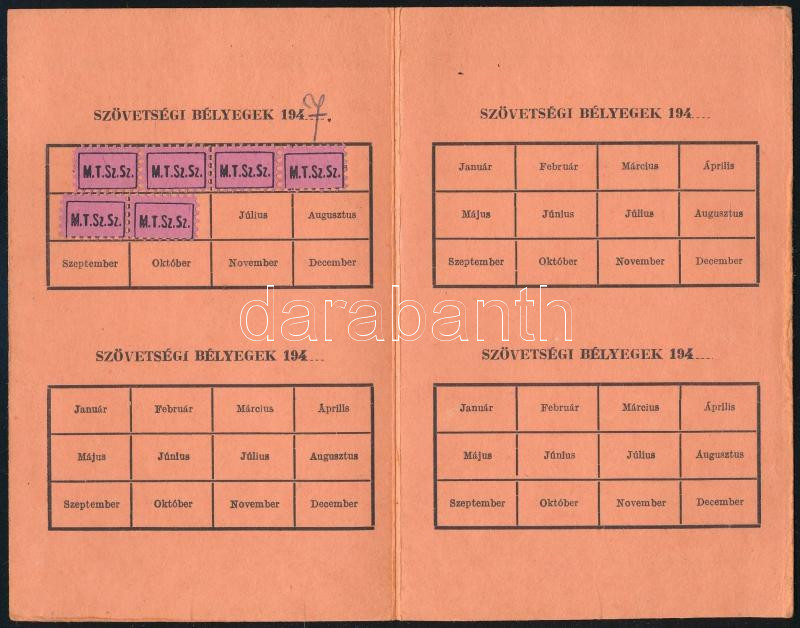 SZÖVETSÉGI BÉLYEGEK 1947.
M.T.Sz.Sz. M.T.Sz.Sz. M.T.Sz.Sz. M.T.Sz.Sz.
M.T.Sz.Sz. M.T.Sz.Sz. Július Augusztus
Szeptember Október November December
SZÖVETSÉGI BÉLYEGEK 194....
Január Február Március Április
Május Június Július Augusztus
Szeptember Október November December
darabanth
SZÖVETSÉGI BÉLYEGEK 194....
Január Február Március Április
Május Június Július Augusztus
Szeptember Október November December
SZÖVETSÉGI BÉLYEGEK 194....
Január Február Március Április
Május Június Július Augusztus
Szeptember Október November December